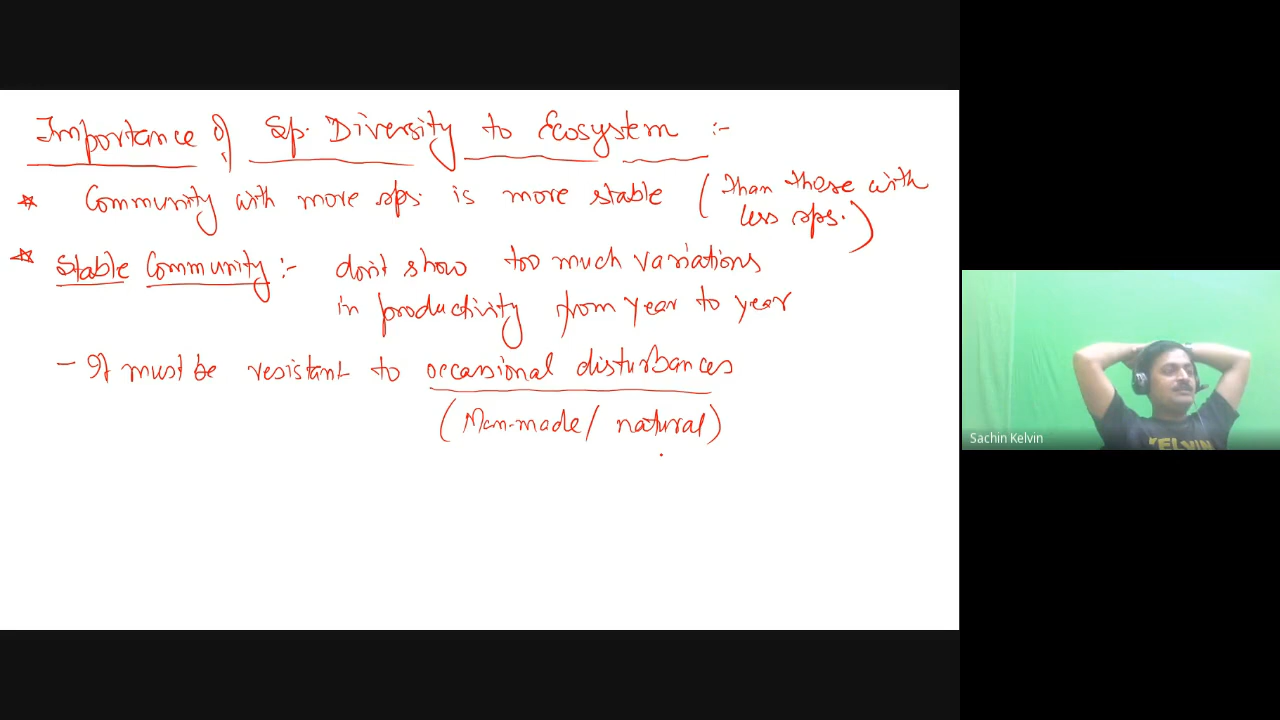 Importance of Sp. Diversity to Ecosystem :-
* Community with more sps. is more stable (than those with
less sps.)
* Stable Community :- don't show too much variations
in productivity from year to year
- It must be resistant to occassional disturbances
(Man-made/ natural)
KELVIN
Sachin Kelvin